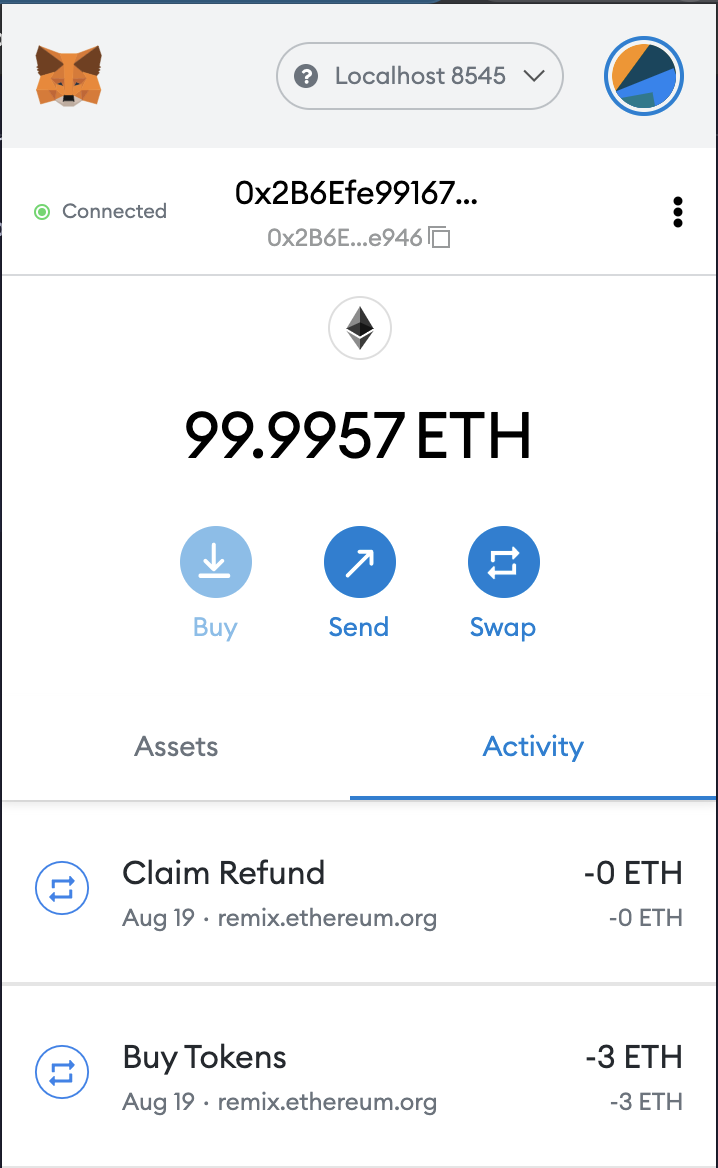 Localhost 8545
Connected
0x2B6Efe99167...
0x2B6E...e946
99.9957 ETH
Buy
Send
Swap
Assets
Activity
Claim Refund
-0 ETH
Aug 19 · remix.ethereum.org
-0 ETH
Buy Tokens
-3 ETH
Aug 19 · remix.ethereum.org
-3 ETH